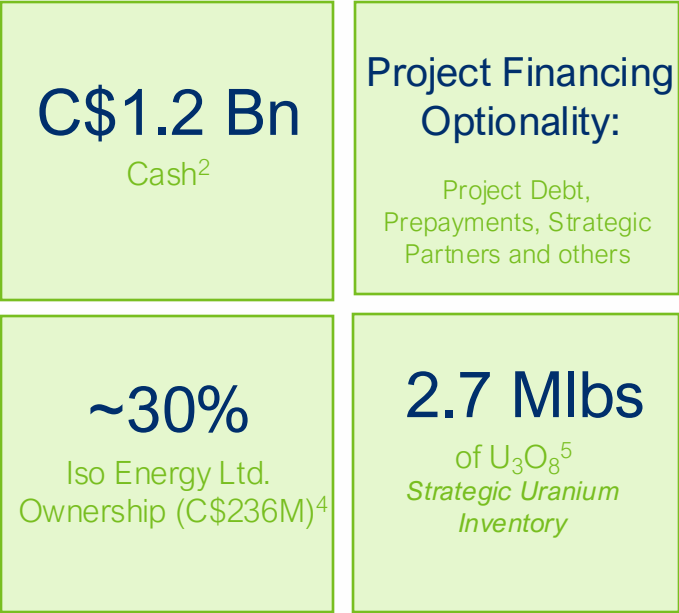 C$1.2 Bn
Cash²
Project Financing
Optionality:
Project Debt,
Prepayments, Strategic
Partners and others
~30%
Iso Energy Ltd.
Ownership (C$236M)⁴
2.7 Mlbs
of U₃O₈⁵
Strategic Uranium
Inventory